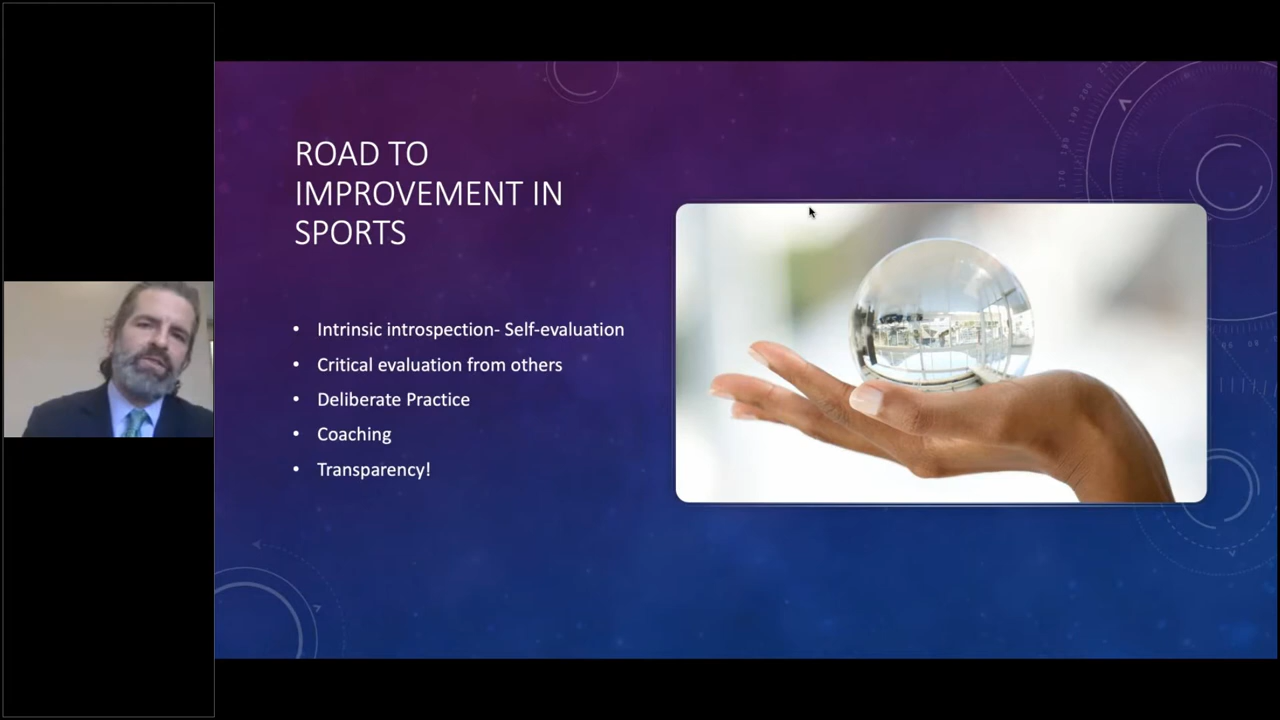 ROAD TO
IMPROVEMENT IN
SPORTS
• Intrinsic introspection- Self-evaluation
• Critical evaluation from others
• Deliberate Practice
• Coaching
• Transparency!